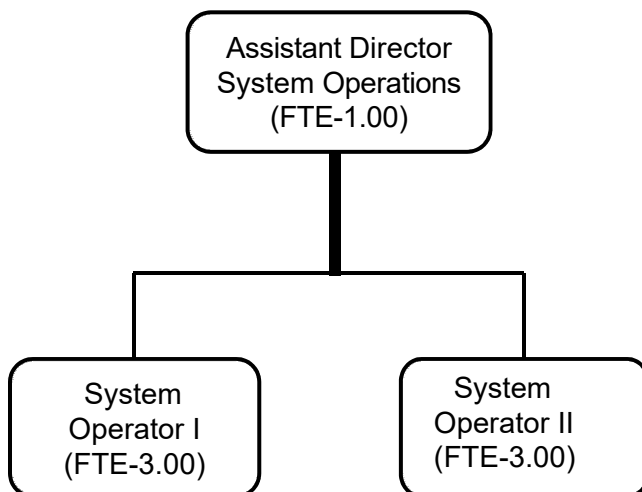 Assistant Director
System Operations
(FTE-1.00)
System
Operator I
(FTE-3.00)
System
Operator II
(FTE-3.00)